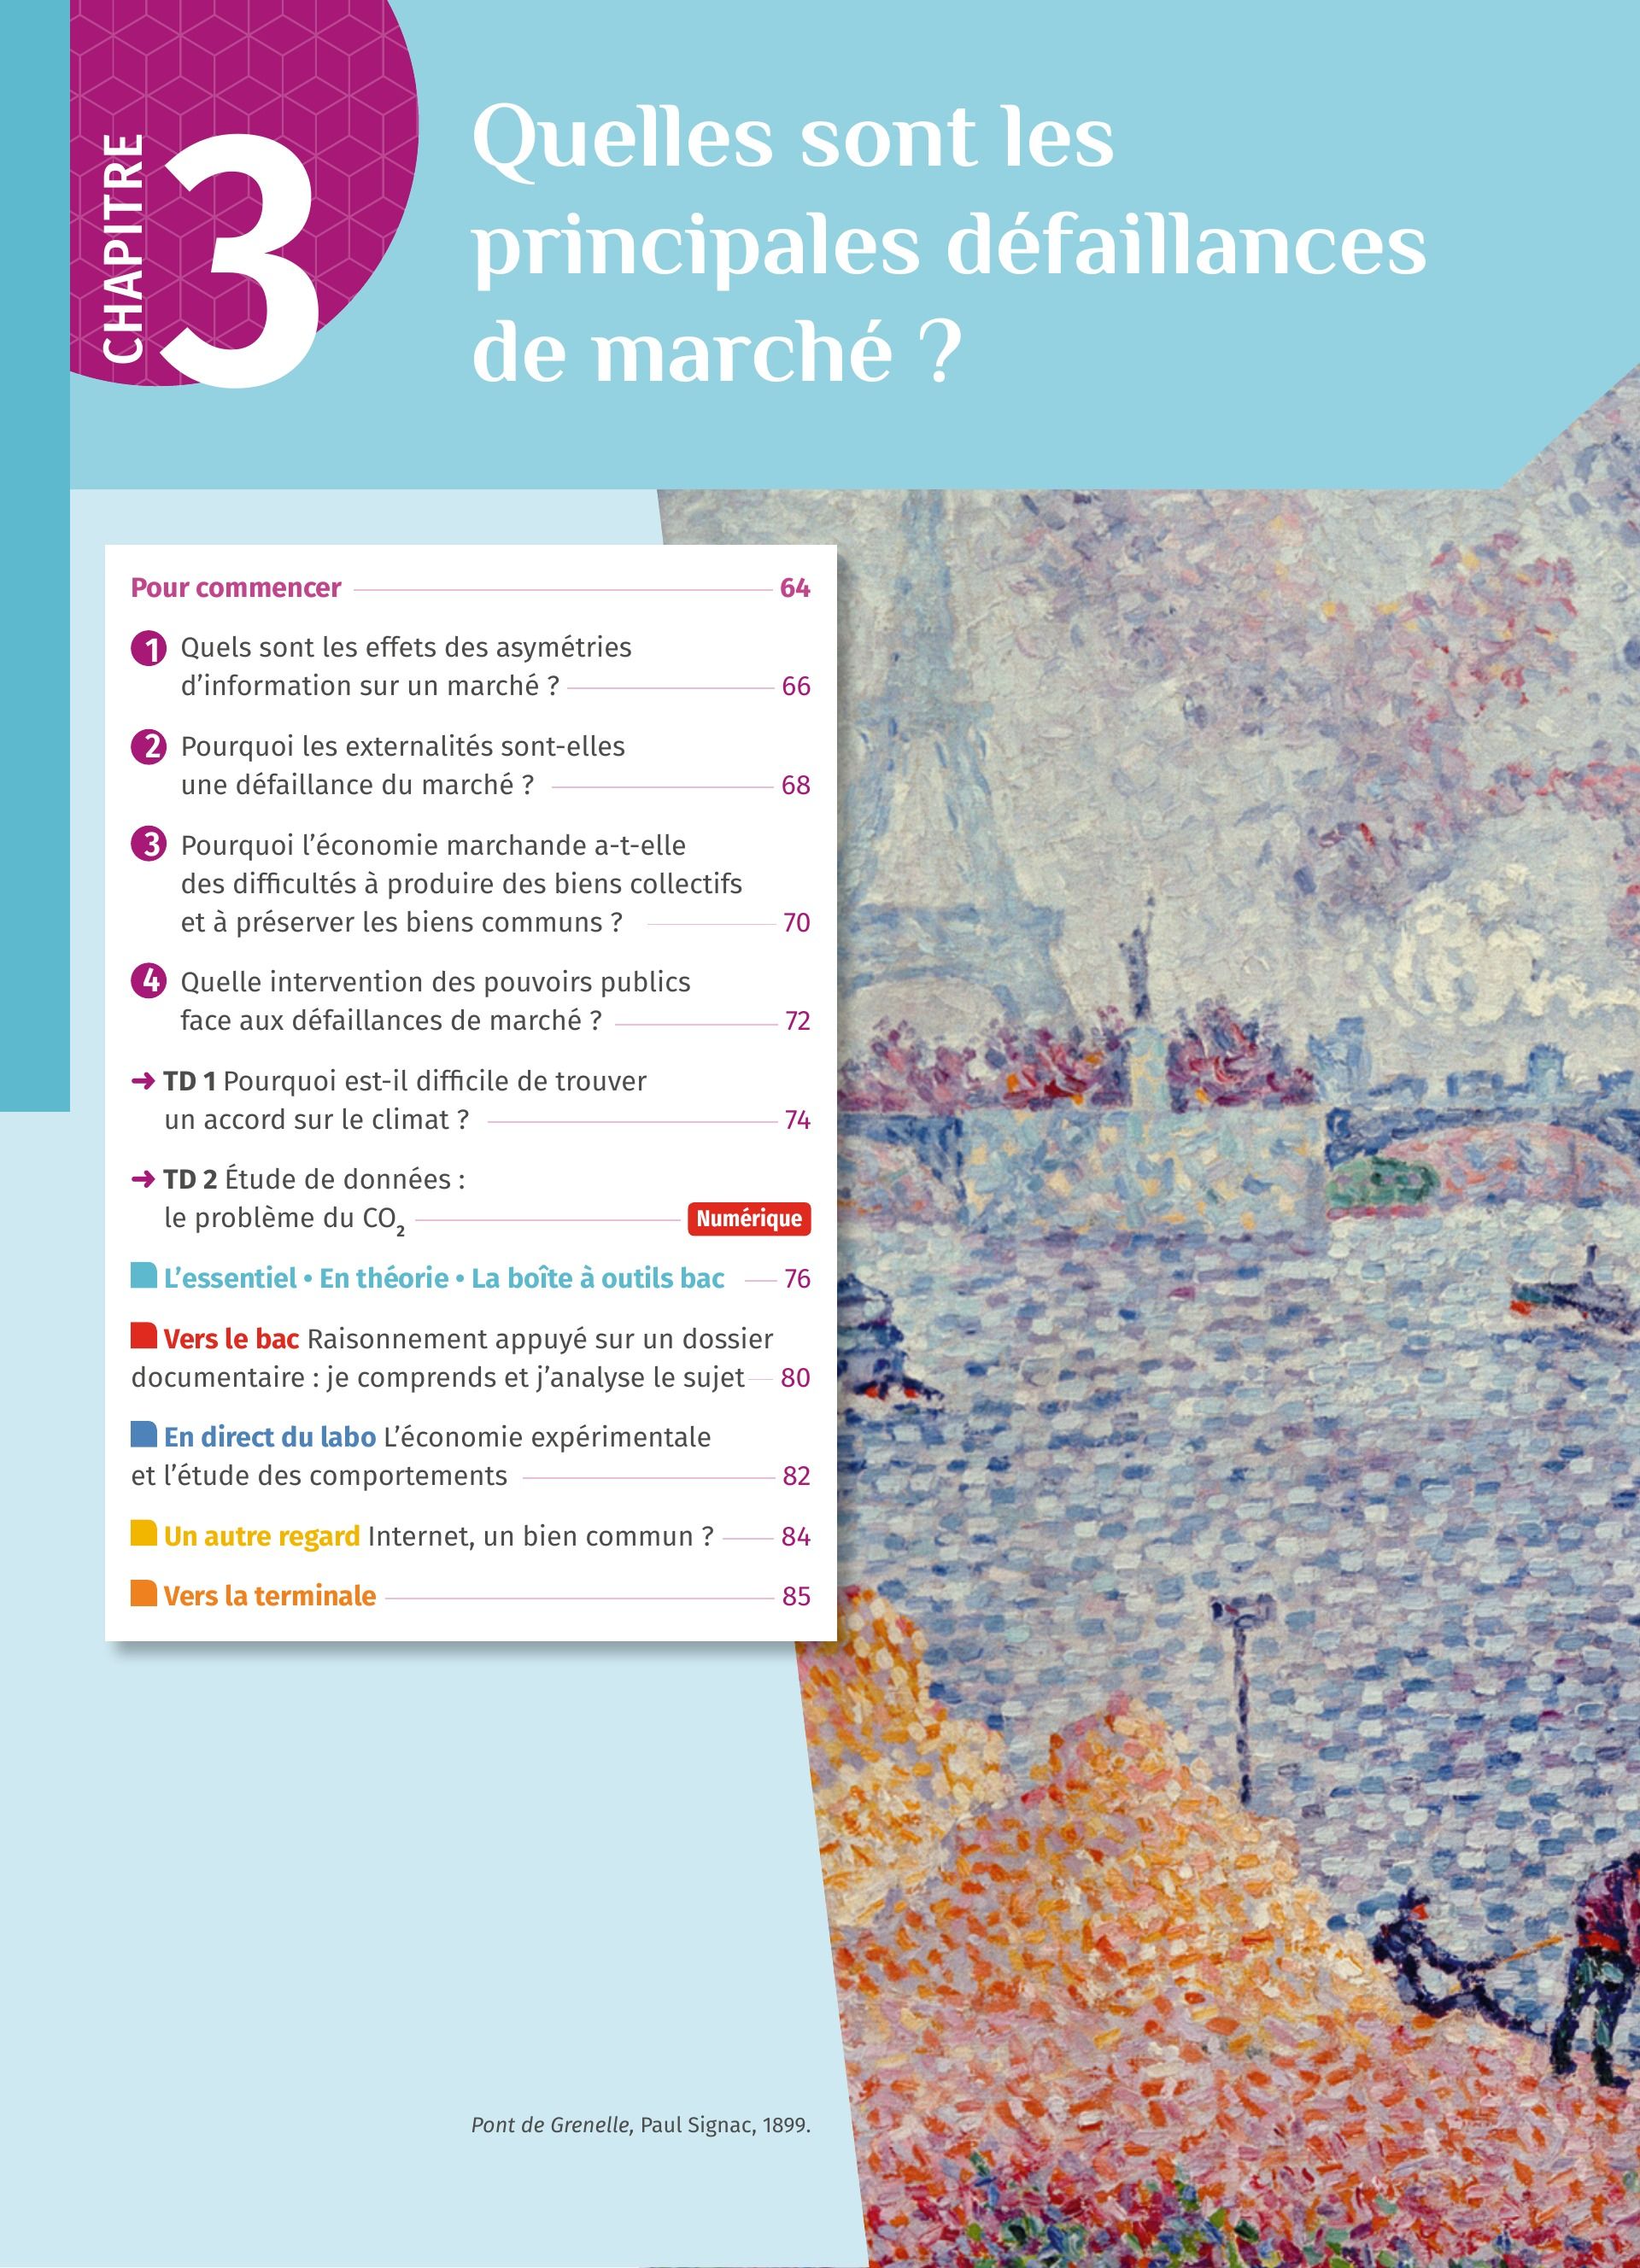 CHAPITRE
3
Quelles sont les
principales défaillances
de marché ?
Pour commencer 64
1 Quels sont les effets des asymétries
d’information sur un marché ? 66
2 Pourquoi les externalités sont-elles
une défaillance du marché ? 68
3 Pourquoi l’économie marchande a-t-elle
des difficultés à produire des biens collectifs
et à préserver les biens communs ? 70
4 Quelle intervention des pouvoirs publics
face aux défaillances de marché ? 72
➜ TD 1 Pourquoi est-il difficile de trouver
un accord sur le climat ? 74
➜ TD 2 Étude de données :
le problème du CO₂ Numérique
L’essentiel • En théorie • La boîte à outils bac 76
Vers le bac Raisonnement appuyé sur un dossier
documentaire : je comprends et j’analyse le sujet 80
En direct du labo L’économie expérimentale
et l’étude des comportements 82
Un autre regard Internet, un bien commun ? 84
Vers la terminale 85
Pont de Grenelle, Paul Signac, 1899.